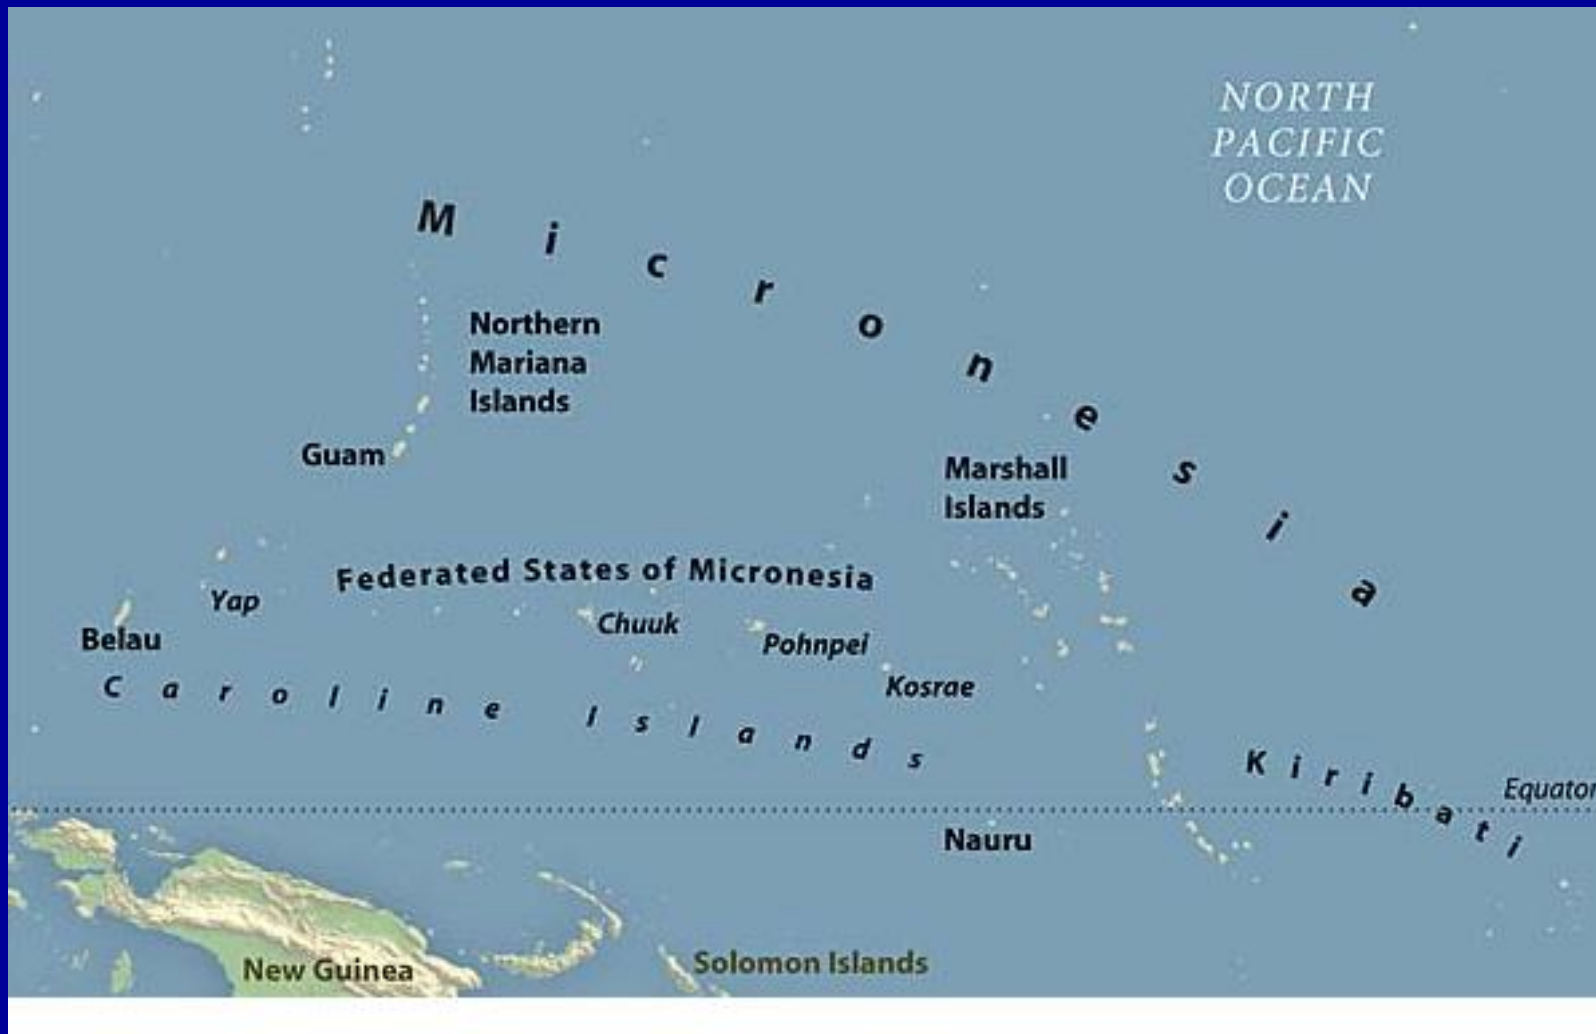 NORTH
PACIFIC
OCEAN
Micronesia
Northern
Mariana
Islands
Guam
Marshall
Islands
Federated States of Micronesia
Yap
Chuuk
Belau
Pohnpei
Kosrae
Caroline Islands
Kiribati
Equator
Nauru
New Guinea
Solomon Islands